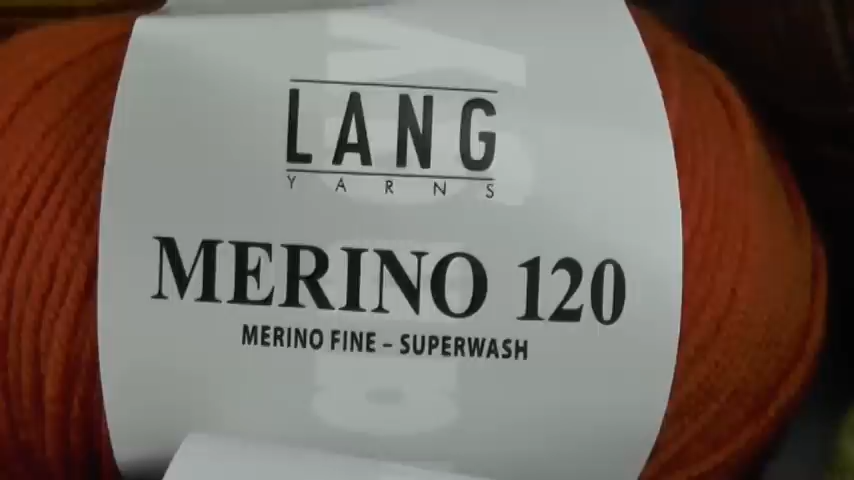 LANG
YARNS
MERINO 120
MERINO FINE – SUPERWASH